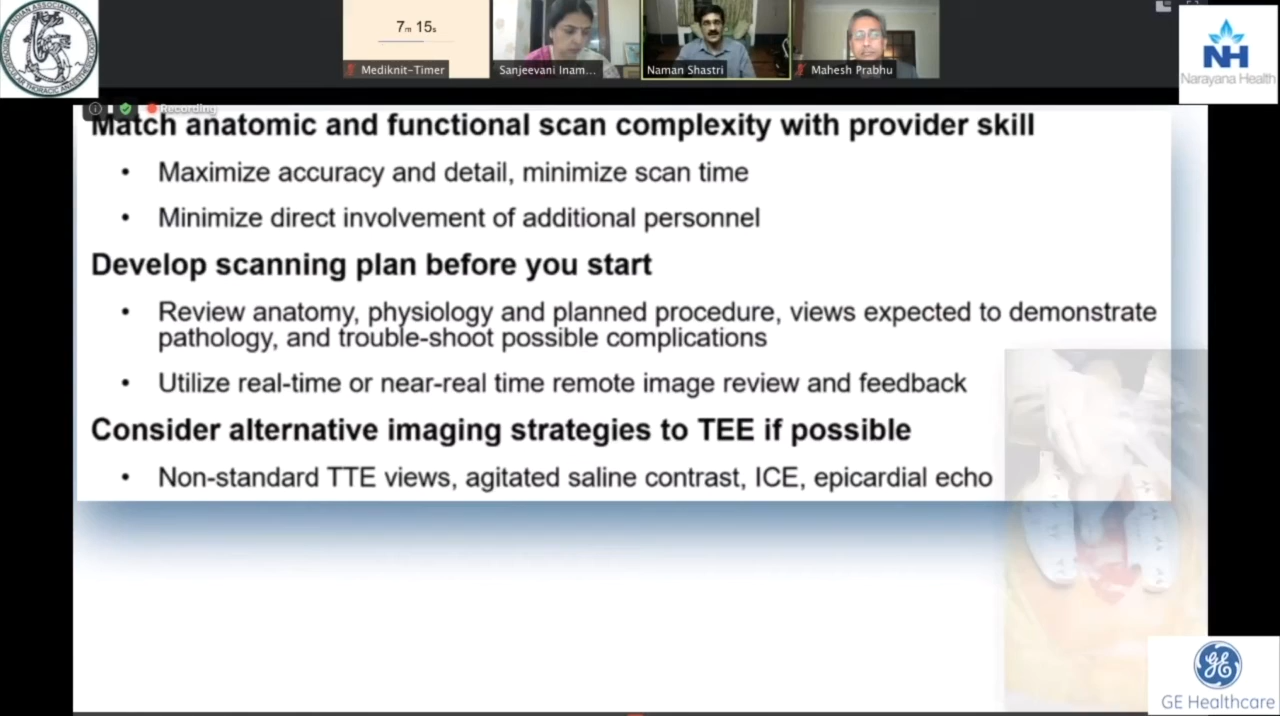 7m 15s
Mediknit-Timer
Sanjeevani Inam...
Naman Shastri
Mahesh Prabhu
NH
Narayana Health
Recording
Match anatomic and functional scan complexity with provider skill
• Maximize accuracy and detail, minimize scan time
• Minimize direct involvement of additional personnel
Develop scanning plan before you start
• Review anatomy, physiology and planned procedure, views expected to demonstrate
pathology, and trouble-shoot possible complications
• Utilize real-time or near-real time remote image review and feedback
Consider alternative imaging strategies to TEE if possible
• Non-standard TTE views, agitated saline contrast, ICE, epicardial echo
GE Healthcare